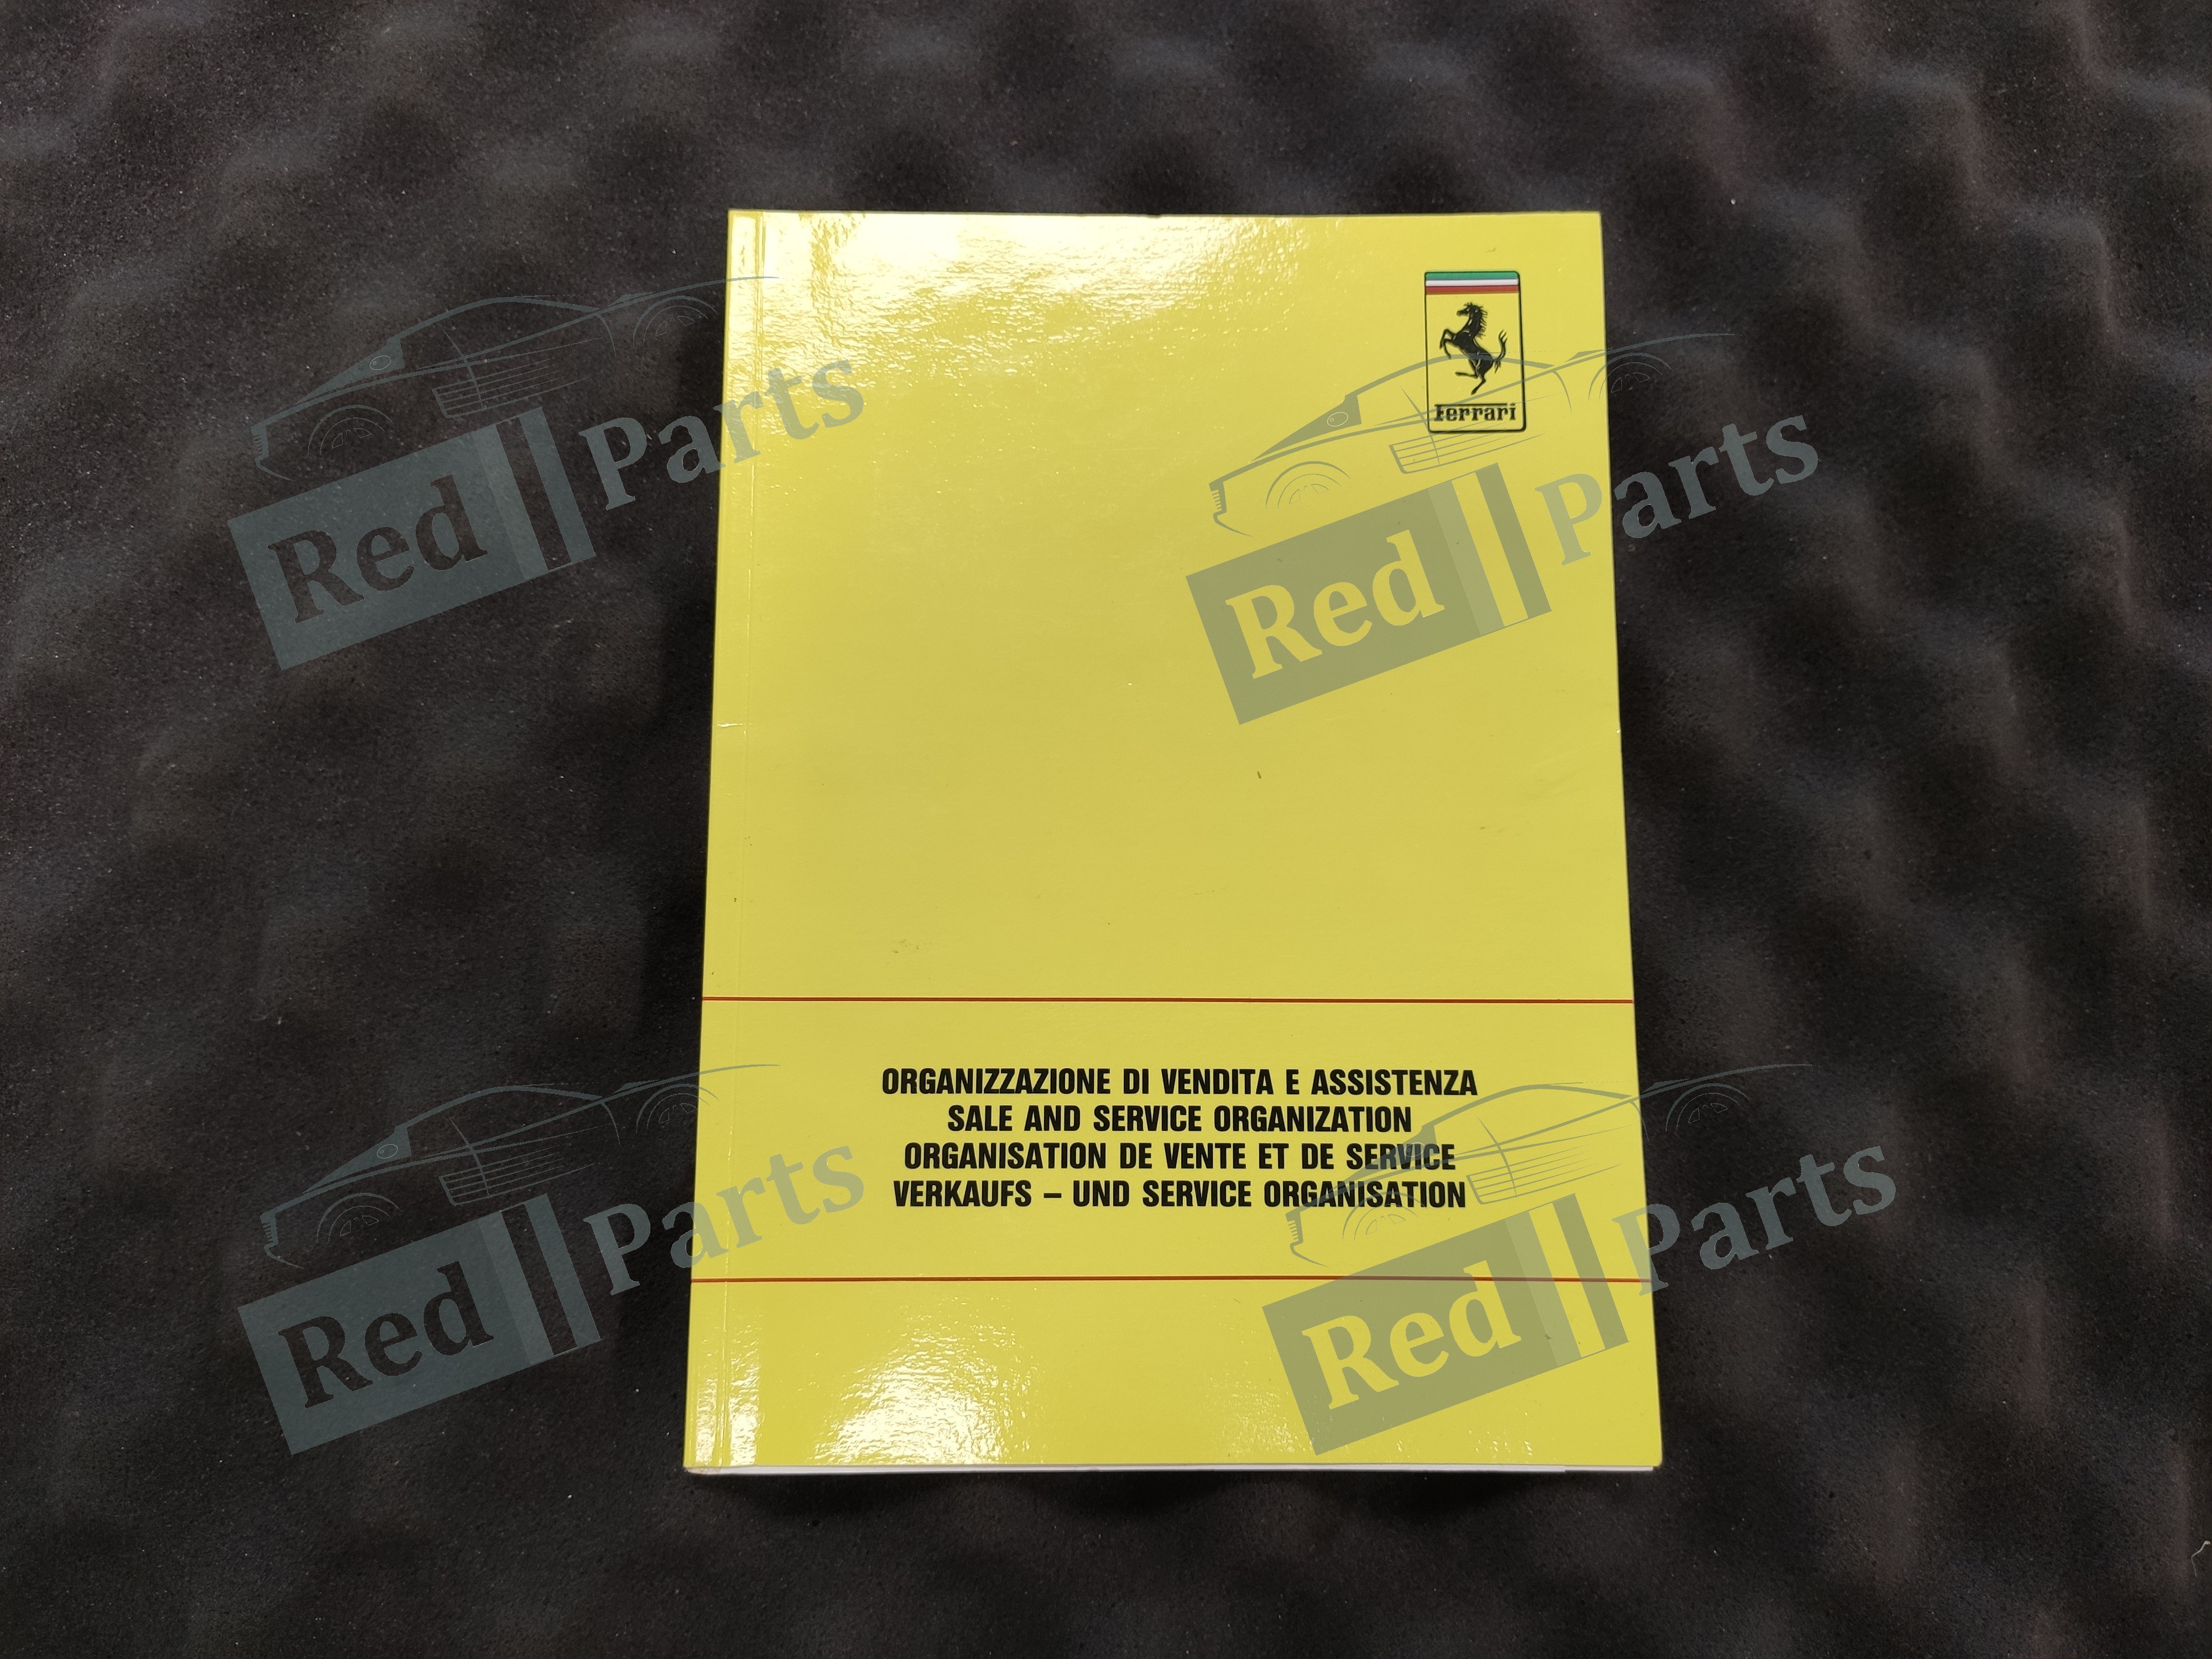 Ferrari
Red Parts
Red Parts
ORGANIZZAZIONE DI VENDITA E ASSISTENZA
SALE AND SERVICE ORGANIZATION
ORGANISATION DE VENTE ET DE SERVICE
VERKAUFS – UND SERVICE ORGANISATION
Red Parts
Red Parts